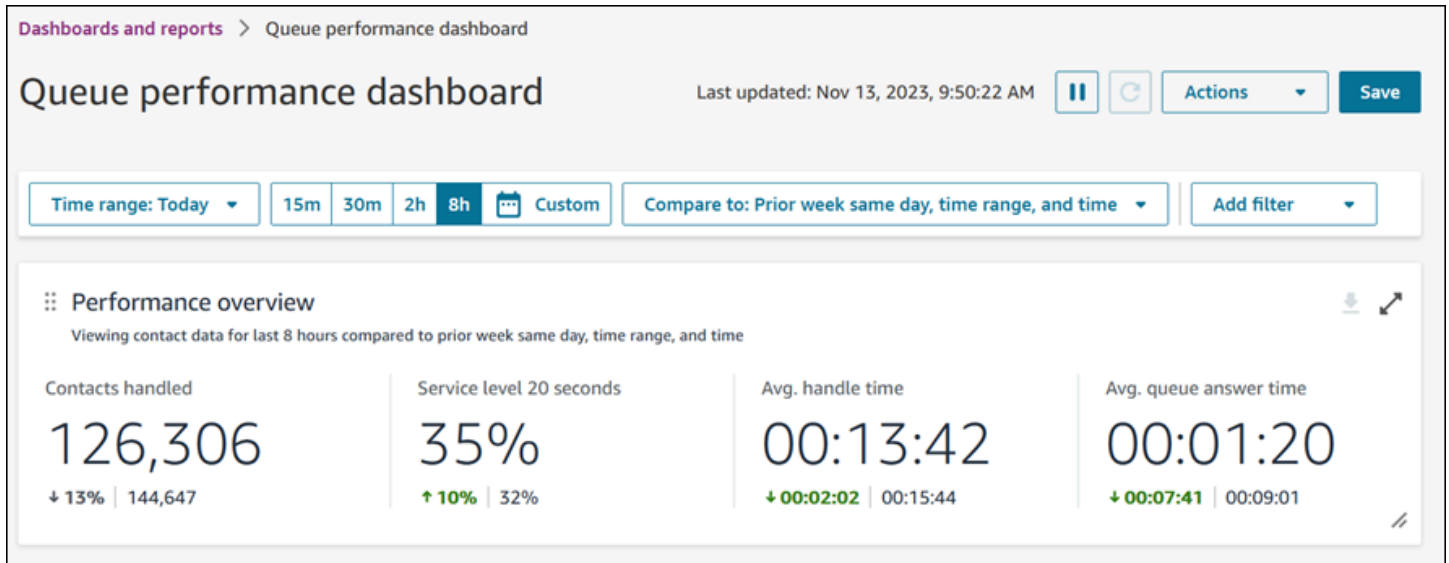 Dashboards and reports > Queue performance dashboard
Queue performance dashboard
Last updated: Nov 13, 2023, 9:50:22 AM
Actions
Save
Time range: Today
15m 30m 2h 8h Custom
Compare to: Prior week same day, time range, and time
Add filter
Performance overview
Viewing contact data for last 8 hours compared to prior week same day, time range, and time
Contacts handled
126,306
↓ 13% | 144,647
Service level 20 seconds
35%
↑ 10% | 32%
Avg. handle time
00:13:42
↓ 00:02:02 | 00:15:44
Avg. queue answer time
00:01:20
↓ 00:07:41 | 00:09:01